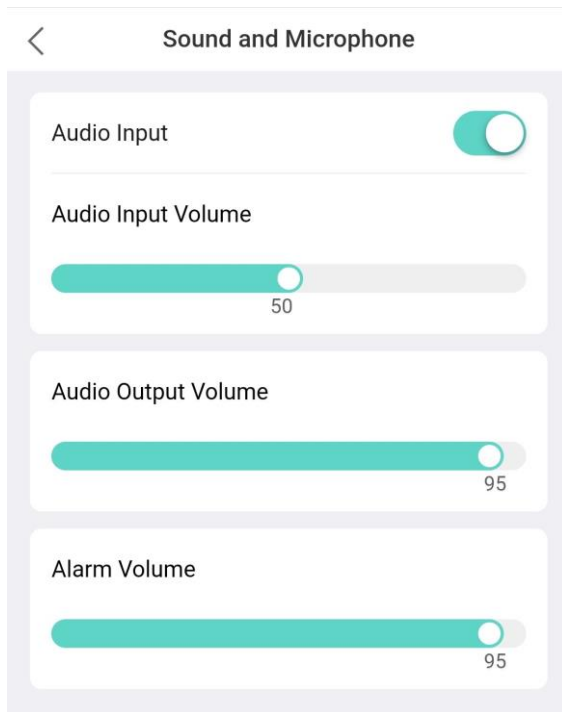 Sound and Microphone
Audio Input
Audio Input Volume
50
Audio Output Volume
95
Alarm Volume
95